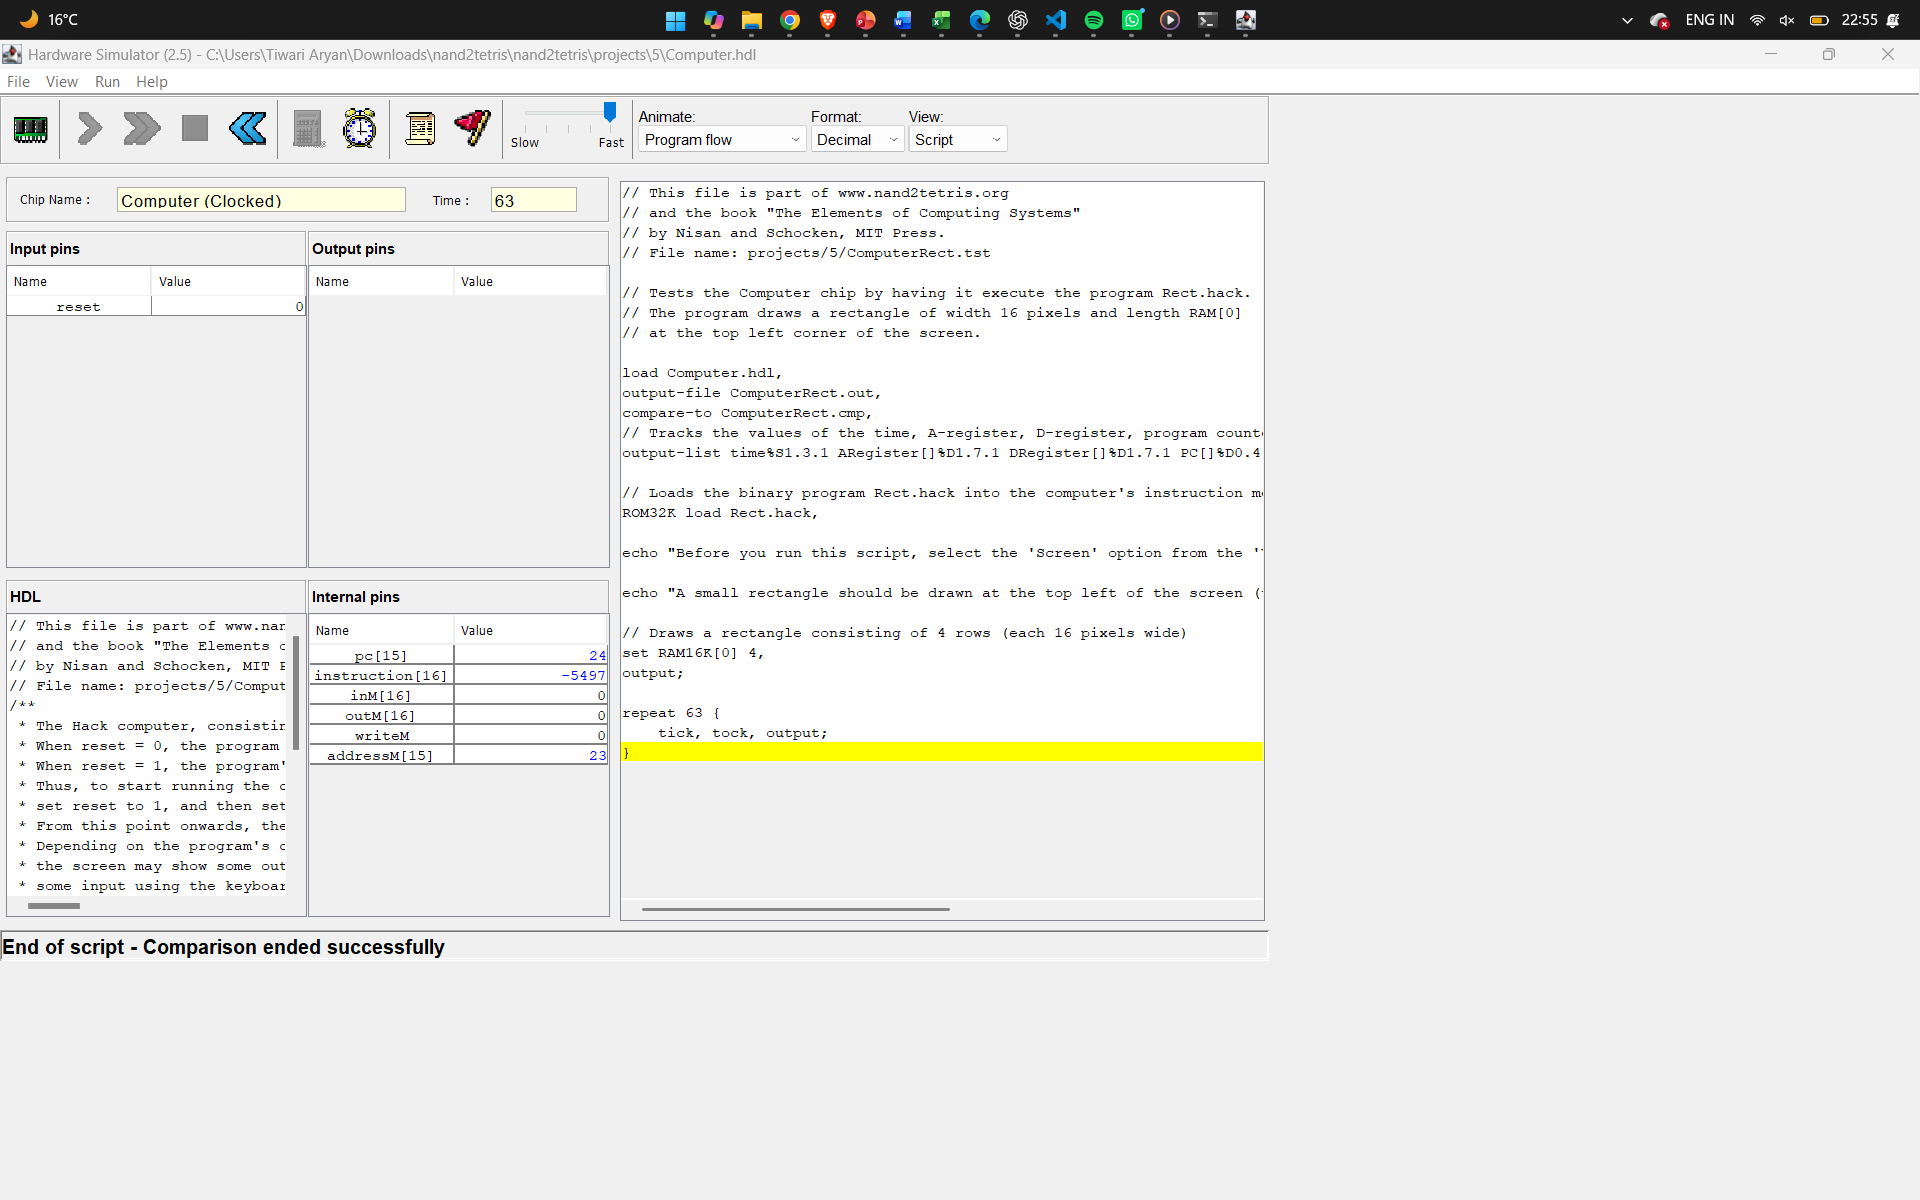 16°C
ENG IN
22:55
Hardware Simulator (2.5) - C:\Users\Tiwari Aryan\Downloads\nand2tetris\nand2tetris\projects\5\Computer.hdl
File View Run Help
Slow Fast
Animate: Format: View:
Program flow Decimal Script
Chip Name : Computer (Clocked) Time : 63
Input pins
Name Value
reset 0
Output pins
Name Value
HDL
// This file is part of www.nan
// and the book "The Elements o
// by Nisan and Schocken, MIT P
// File name: projects/5/Comput
/**
* The Hack computer, consistin
* When reset = 0, the program
* When reset = 1, the program'
* Thus, to start running the c
* set reset to 1, and then set
* From this point onwards, the
* Depending on the program's c
* the screen may show some out
* some input using the keyboar
Internal pins
Name Value
pc[15] 24
instruction[16] -5497
inM[16] 0
outM[16] 0
writeM 0
addressM[15] 23
// This file is part of www.nand2tetris.org
// and the book "The Elements of Computing Systems"
// by Nisan and Schocken, MIT Press.
// File name: projects/5/ComputerRect.tst
// Tests the Computer chip by having it execute the program Rect.hack.
// The program draws a rectangle of width 16 pixels and length RAM[0]
// at the top left corner of the screen.
load Computer.hdl,
output-file ComputerRect.out,
compare-to ComputerRect.cmp,
// Tracks the values of the time, A-register, D-register, program count
output-list time%S1.3.1 ARegister[]%D1.7.1 DRegister[]%D1.7.1 PC[]%D0.4
// Loads the binary program Rect.hack into the computer's instruction m
ROM32K load Rect.hack,
echo "Before you run this script, select the 'Screen' option from the '
echo "A small rectangle should be drawn at the top left of the screen (
// Draws a rectangle consisting of 4 rows (each 16 pixels wide)
set RAM16K[0] 4,
output;
repeat 63 {
tick, tock, output;
}
End of script - Comparison ended successfully